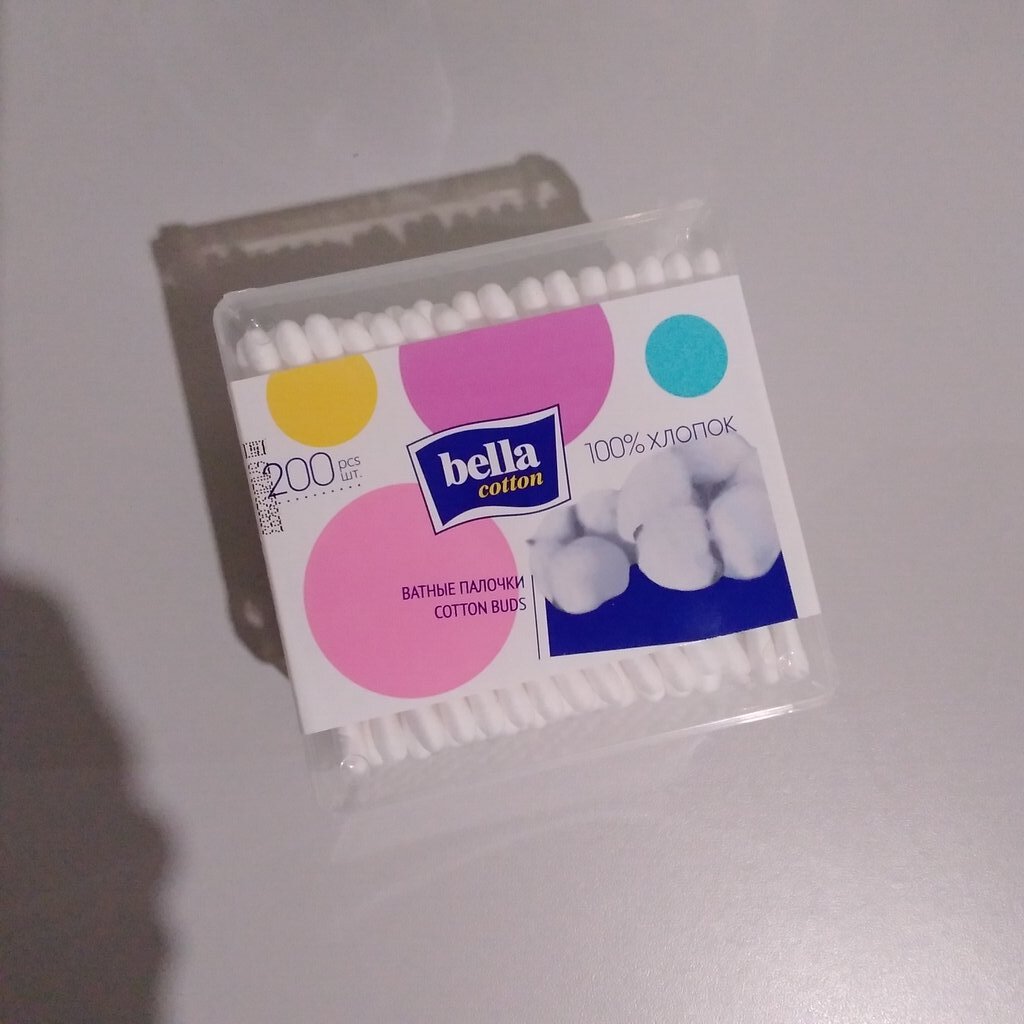 200 pcs
шт.
bella
cotton
100% ХЛОПОК
ВАТНЫЕ ПАЛОЧКИ
COTTON BUDS